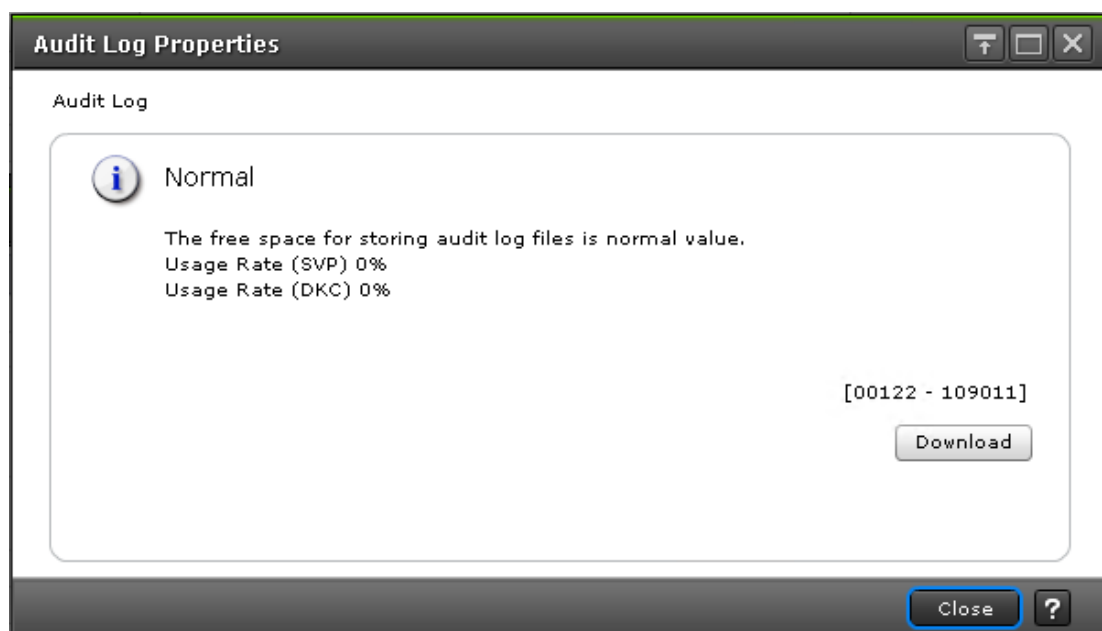 Audit Log Properties
Audit Log
i
Normal
The free space for storing audit log files is normal value.
Usage Rate (SVP) 0%
Usage Rate (DKC) 0%
[00122 - 109011]
Download
Close
?